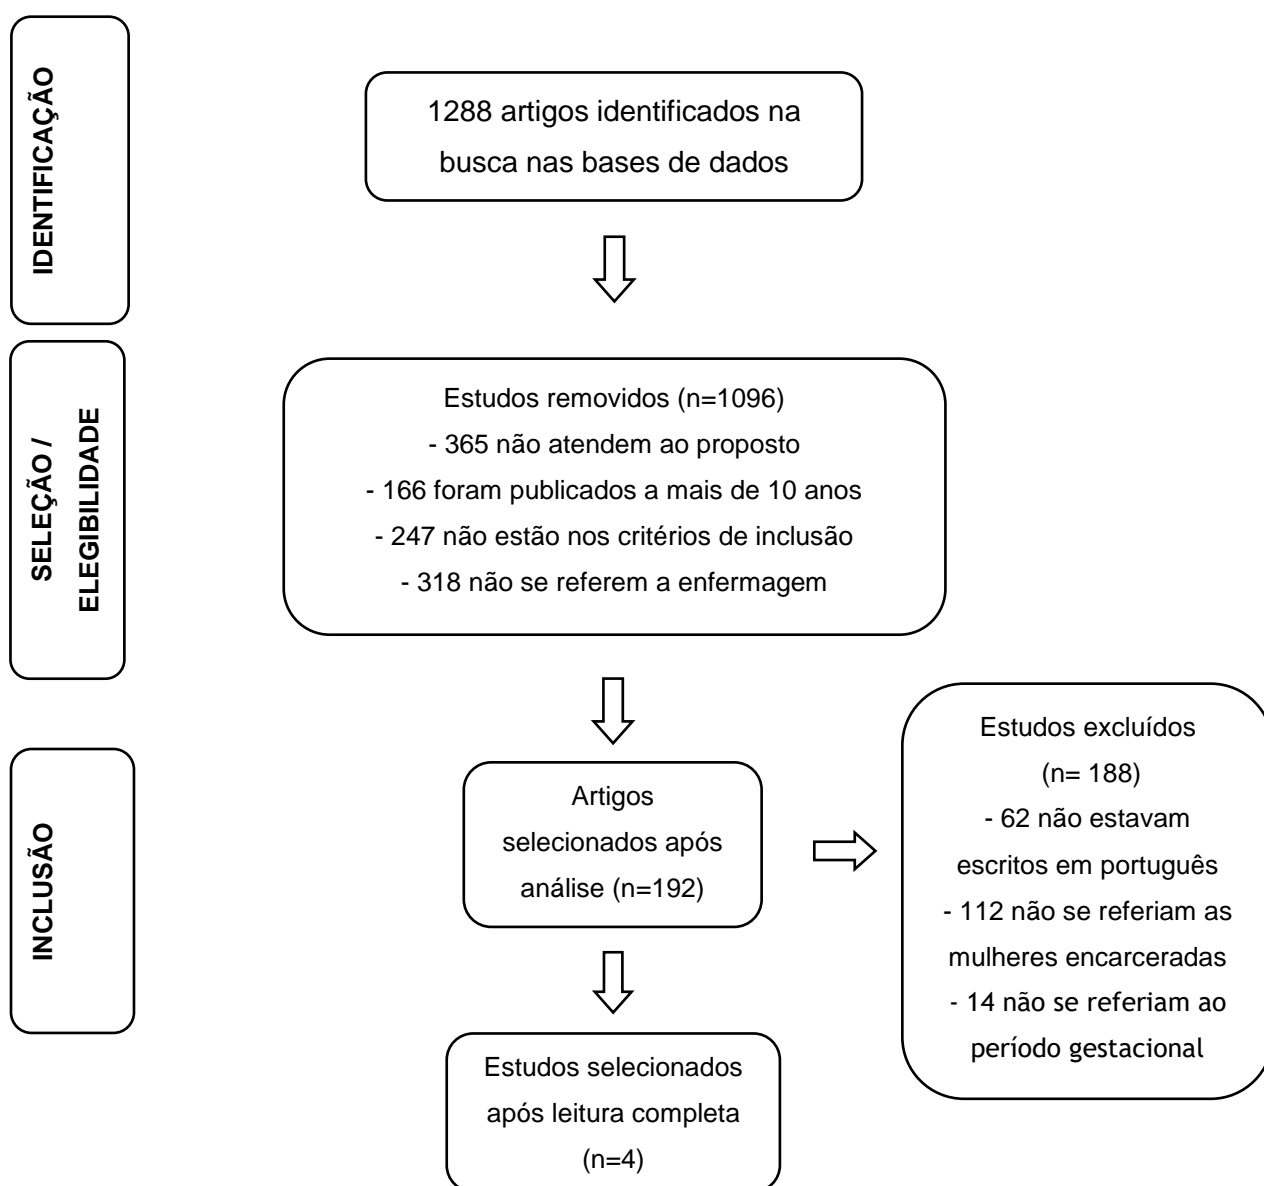 IDENTIFICAÇÃO
1288 artigos identificados na
busca nas bases de dados
SELEÇÃO /
ELEGIBILIDADE
Estudos removidos (n=1096)
- 365 não atendem ao proposto
- 166 foram publicados a mais de 10 anos
- 247 não estão nos critérios de inclusão
- 318 não se referem a enfermagem
INCLUSÃO
Artigos
selecionados após
análise (n=192)
Estudos excluídos
(n= 188)
- 62 não estavam
escritos em português
- 112 não se referiam as
mulheres encarceradas
- 14 não se referiam ao
período gestacional
Estudos selecionados
após leitura completa
(n=4)